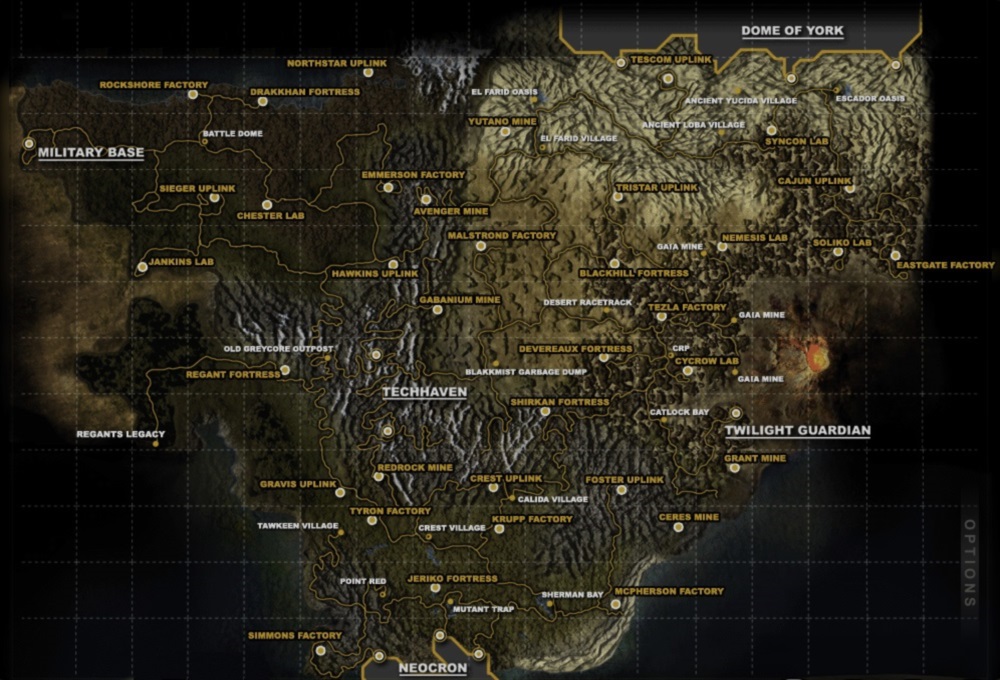 DOME OF YORK
NORTHSTAR UPLINK
TESCOM UPLINK
ROCKSHORE FACTORY
DRAKKHAN FORTRESS
EL FARID OASIS
ANCIENT YUCIDA VILLAGE
ESCADOR OASIS
YUTANO MINE
ANCIENT LOBA VILLAGE
BATTLE DOME
EL FARID VILLAGE
SYNCON LAB
MILITARY BASE
EMMERSON FACTORY
CAJUN UPLINK
SIEGER UPLINK
TRISTAR UPLINK
CHESTER LAB
AVENGER MINE
MALSTROND FACTORY
NEMESIS LAB
GAIA MINE
SOLIKO LAB
JANKINS LAB
EASTGATE FACTORY
HAWKINS UPLINK
BLACKHILL FORTRESS
GABANIUM MINE
DESERT RACETRACK
TEZLA FACTORY
GAIA MINE
OLD GREYCORE OUTPOST
DEVEREAUX FORTRESS
CRP
CYCROW LAB
REGANT FORTRESS
BLAKKMIST GARBAGE DUMP
GAIA MINE
TECHHAVEN
SHIRKAN FORTRESS
CATLOCK BAY
REGANTS LEGACY
TWILIGHT GUARDIAN
GRANT MINE
REDROCK MINE
GRAVIS UPLINK
CREST UPLINK
FOSTER UPLINK
CALIDA VILLAGE
TYRON FACTORY
KRUPP FACTORY
CERES MINE
TAWKEEN VILLAGE
CREST VILLAGE
OPTIONS
POINT RED
JERIKO FORTRESS
SHERMAN BAY
MCPHERSON FACTORY
MUTANT TRAP
SIMMONS FACTORY
NEOCRON